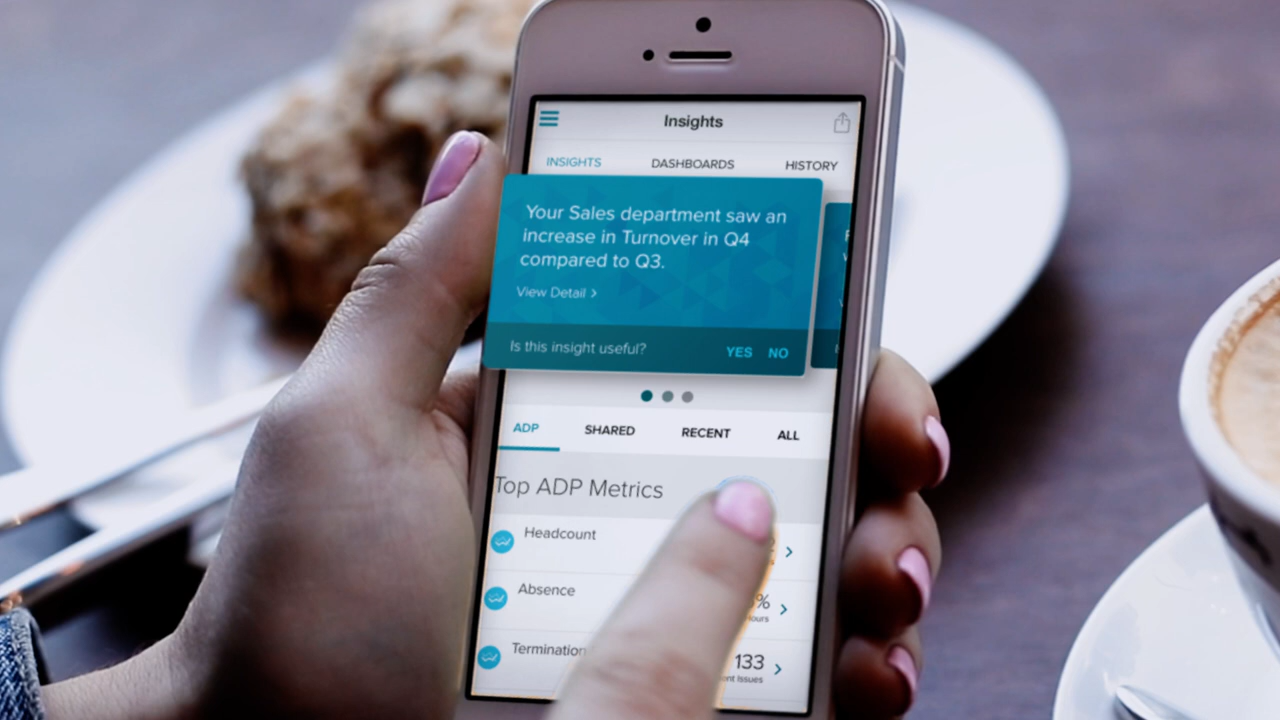 Insights
INSIGHTS DASHBOARDS HISTORY
Your Sales department saw an
increase in Turnover in Q4
compared to Q3.
View Detail >
Is this insight useful? YES NO
ADP SHARED RECENT ALL
Top ADP Metrics
Headcount
Absence
%
133